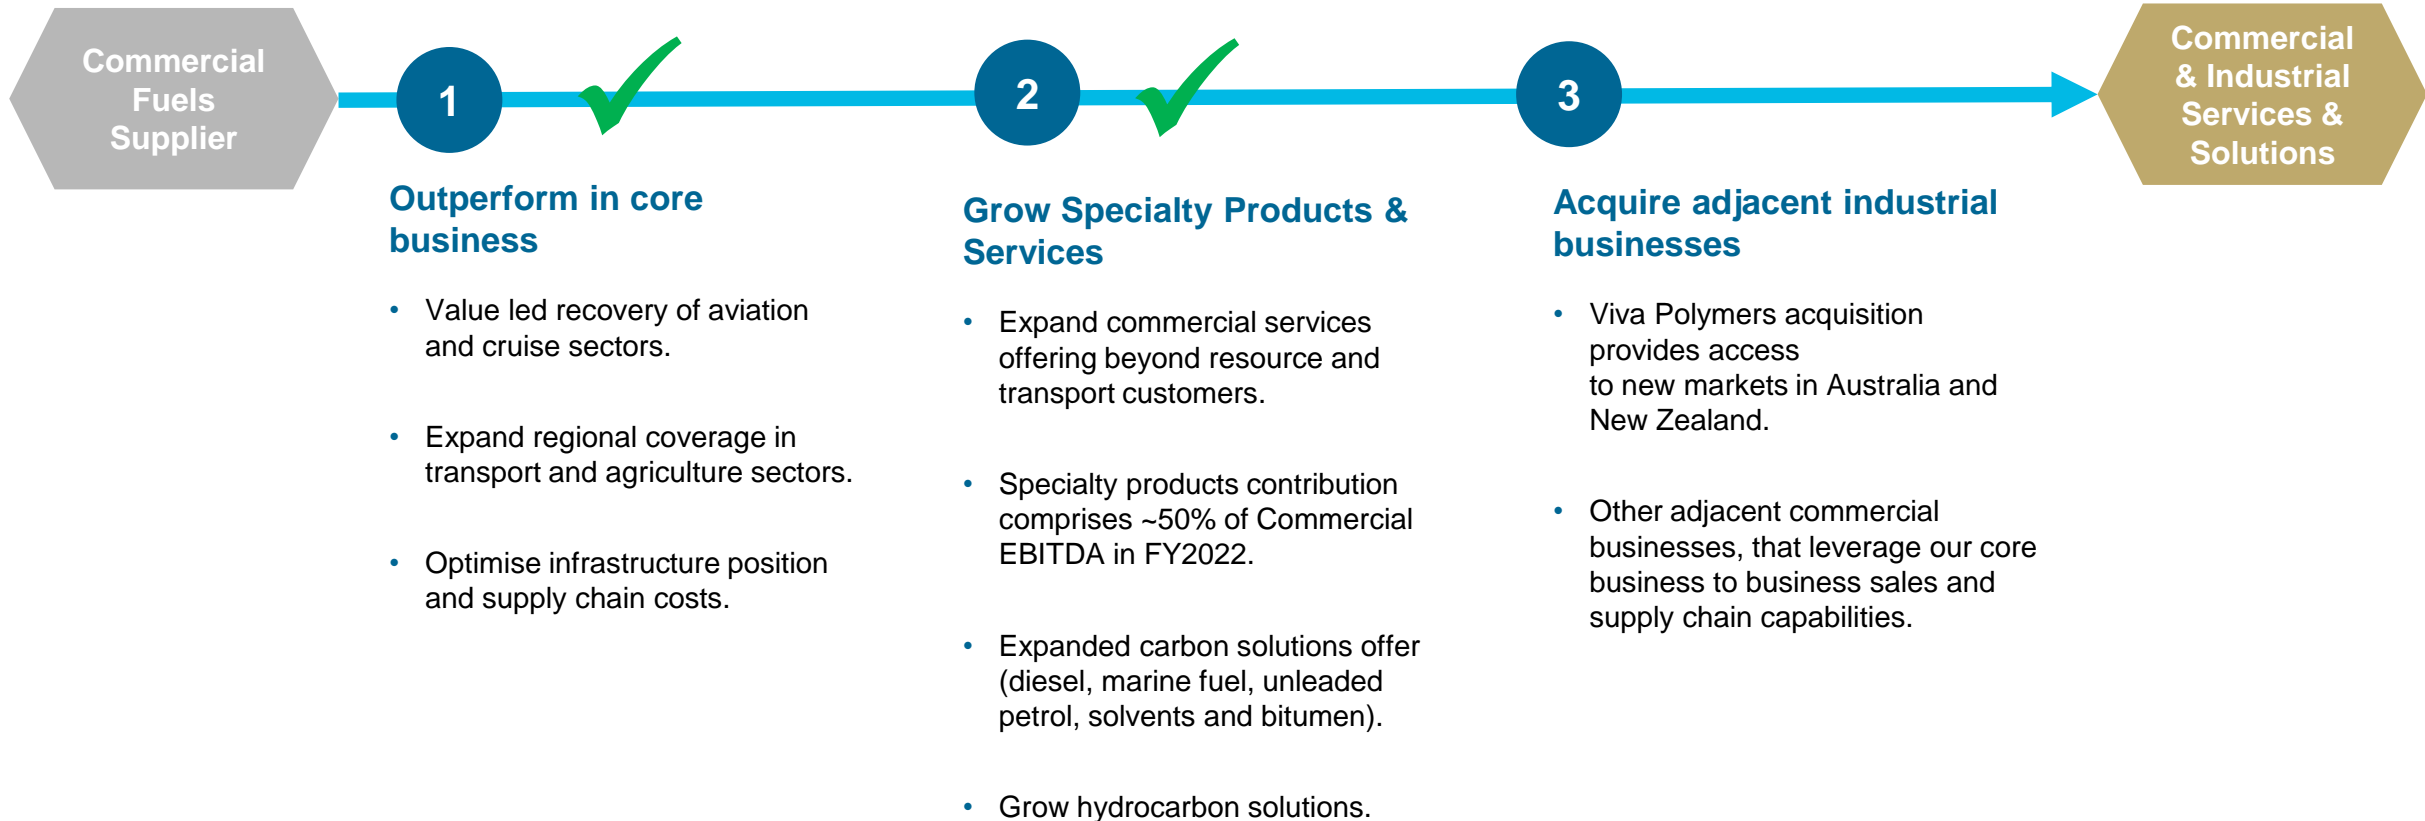 Commercial
Fuels
Supplier
1
2
3
Commercial
& Industrial
Services &
Solutions
Outperform in core
business
• Value led recovery of aviation
and cruise sectors.
• Expand regional coverage in
transport and agriculture sectors.
• Optimise infrastructure position
and supply chain costs.
Grow Specialty Products &
Services
• Expand commercial services
offering beyond resource and
transport customers.
• Specialty products contribution
comprises ~50% of Commercial
EBITDA in FY2022.
• Expanded carbon solutions offer
(diesel, marine fuel, unleaded
petrol, solvents and bitumen).
• Grow hydrocarbon solutions.
Acquire adjacent industrial
businesses
• Viva Polymers acquisition
provides access
to new markets in Australia and
New Zealand.
• Other adjacent commercial
businesses, that leverage our core
business to business sales and
supply chain capabilities.